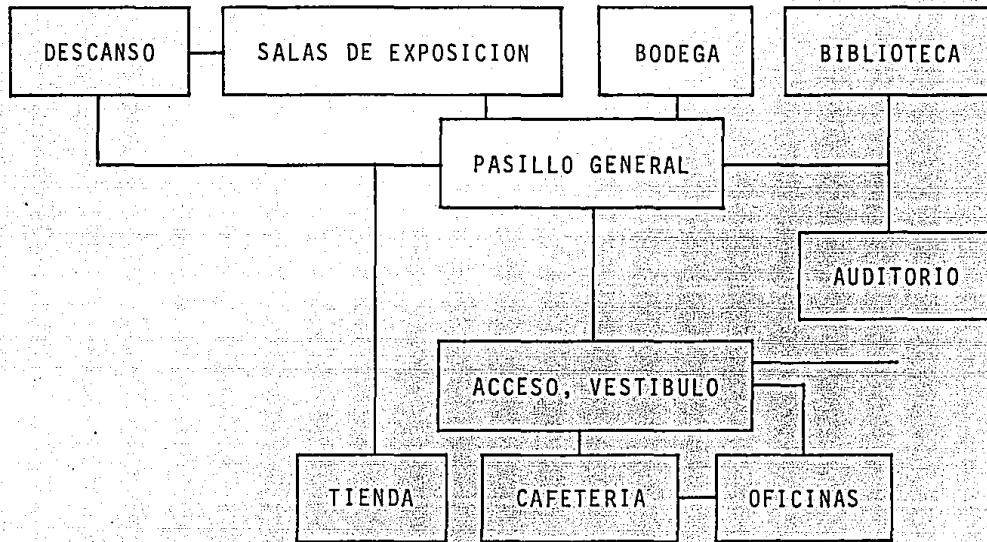 DESCANSO
SALAS DE EXPOSICION
BODEGA
BIBLIOTECA
PASILLO GENERAL
AUDITORIO
ACCESO, VESTIBULO
TIENDA
CAFETERIA
OFICINAS